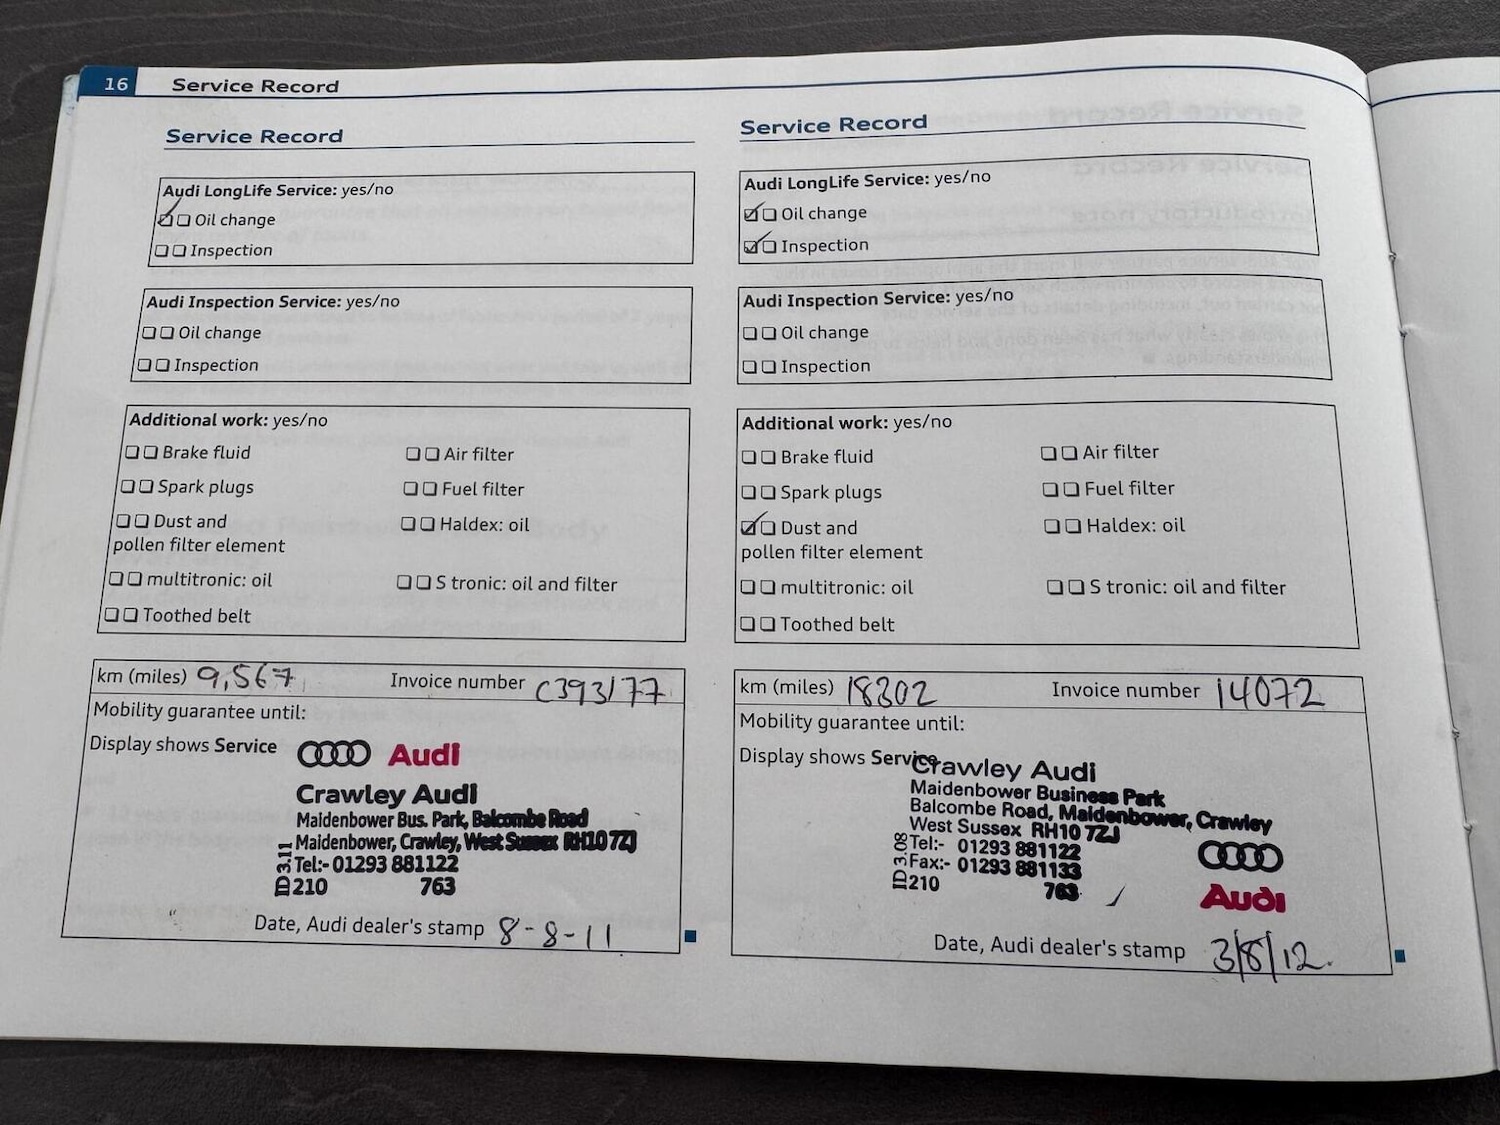 16 Service Record
Service Record
Audi LongLife Service: yes/no
Oil change
Inspection
Audi Inspection Service: yes/no
Oil change
Inspection
Additional work: yes/no
Brake fluid Air filter
Spark plugs Fuel filter
Dust and Haldex: oil
pollen filter element
multitronic: oil S tronic: oil and filter
Toothed belt
km (miles) 9,567 Invoice number C393177
Mobility guarantee until:
Display shows Service
Audi
Crawley Audi
Maidenbower Bus. Park, Balcombe Road
Maidenbower, Crawley, West Sussex RH10 7ZJ
Tel:- 01293 881122
ID 3.11
210 763
Date, Audi dealer's stamp 8-8-11
Service Record
Audi LongLife Service: yes/no
Oil change
Inspection
Audi Inspection Service: yes/no
Oil change
Inspection
Additional work: yes/no
Brake fluid Air filter
Spark plugs Fuel filter
Dust and Haldex: oil
pollen filter element
multitronic: oil S tronic: oil and filter
Toothed belt
km (miles) 18302 Invoice number 14072
Mobility guarantee until:
Display shows Service
Crawley Audi
Maidenbower Business Park
Balcombe Road, Maidenbower, Crawley
West Sussex RH10 7ZJ
Tel:- 01293 881122
Fax:- 01293 881133
ID 3.88
210 763
Audi
Date, Audi dealer's stamp 3/8/12.